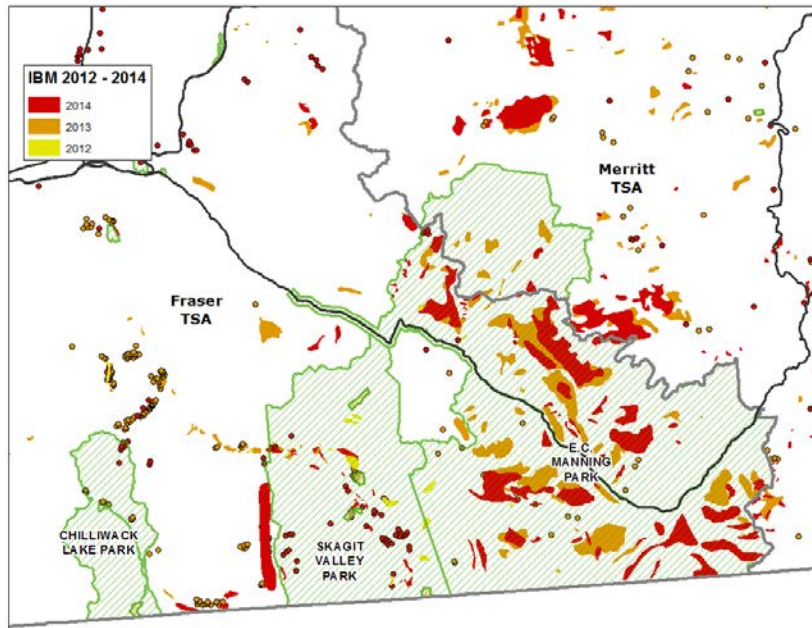 IBM 2012 - 2014
2014
2013
2012
Merritt
TSA
Fraser
TSA
E.C.
MANNING
PARK
CHILLIWACK
LAKE PARK
SKAGIT
VALLEY
PARK